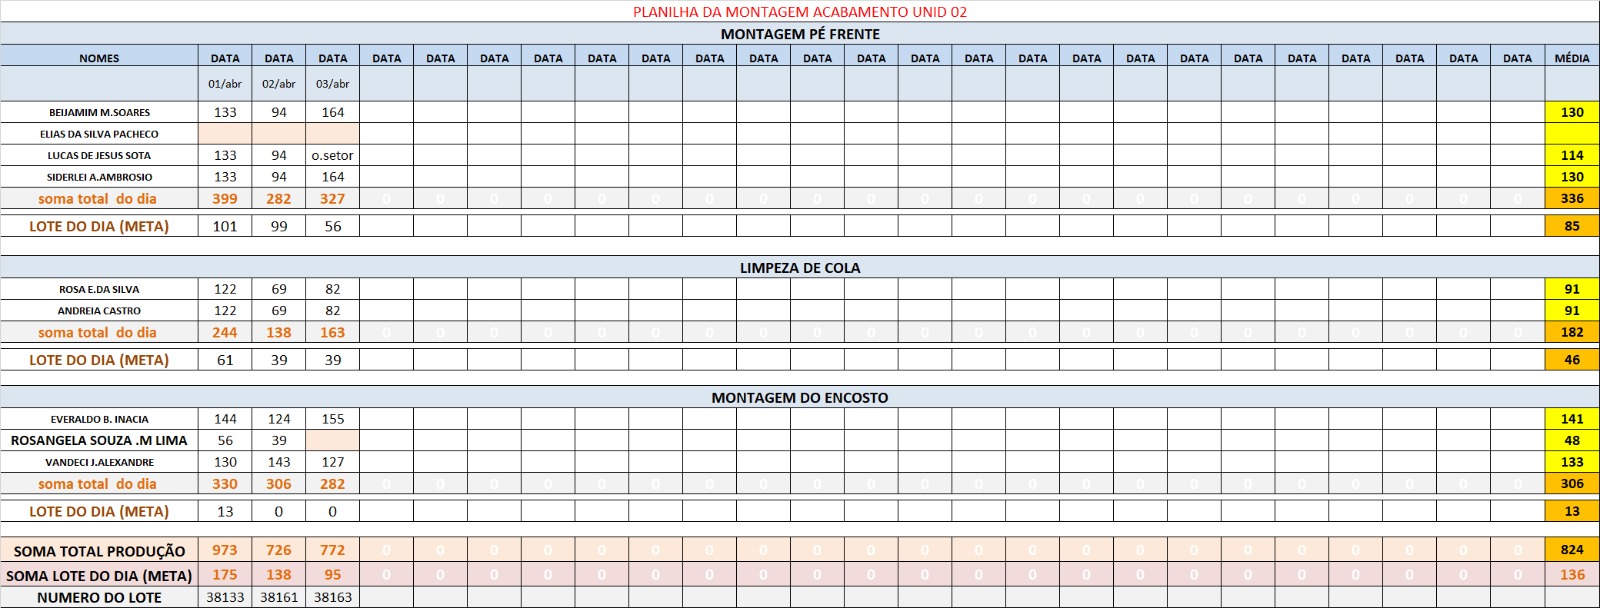 PLANILHA DA MONTAGEM ACABAMENTO UNID 02
MONTAGEM PÉ FRENTE
NOMES DATA DATA DATA DATA DATA DATA DATA DATA DATA DATA DATA DATA DATA DATA DATA DATA DATA DATA DATA DATA DATA DATA DATA DATA DATA MÉDIA
01/abr 02/abr 03/abr
BEIJAMIM M.SOARES 133 94 164 130
ELIAS DA SILVA PACHECO
LUCAS DE JESUS SOTA 133 94 o.setor 114
SIDERLEI A.AMBROSIO 133 94 164 130
soma total do dia 399 282 327 0 0 0 0 0 0 0 0 0 0 0 0 0 0 0 0 0 0 0 0 0 0 336
LOTE DO DIA (META) 101 99 56 85
LIMPEZA DE COLA
ROSA E.DA SILVA 122 69 82 91
ANDREIA CASTRO 122 69 82 91
soma total do dia 244 138 163 0 0 0 0 0 0 0 0 0 0 0 0 0 0 0 0 0 0 0 0 0 0 182
LOTE DO DIA (META) 61 39 39 46
MONTAGEM DO ENCOSTO
EVERALDO B. INACIA 144 124 155 141
ROSANGELA SOUZA .M LIMA 56 39 48
VANDECI J.ALEXANDRE 130 143 127 133
soma total do dia 330 306 282 0 0 0 0 0 0 0 0 0 0 0 0 0 0 0 0 0 0 0 0 0 0 306
LOTE DO DIA (META) 13 0 0 13
SOMA TOTAL PRODUÇÃO 973 726 772 0 0 0 0 0 0 0 0 0 0 0 0 0 0 0 0 0 0 0 0 0 0 824
SOMA LOTE DO DIA (META) 175 138 95 0 0 0 0 0 0 0 0 0 0 0 0 0 0 0 0 0 0 0 0 0 0 136
NUMERO DO LOTE 38133 38161 38163